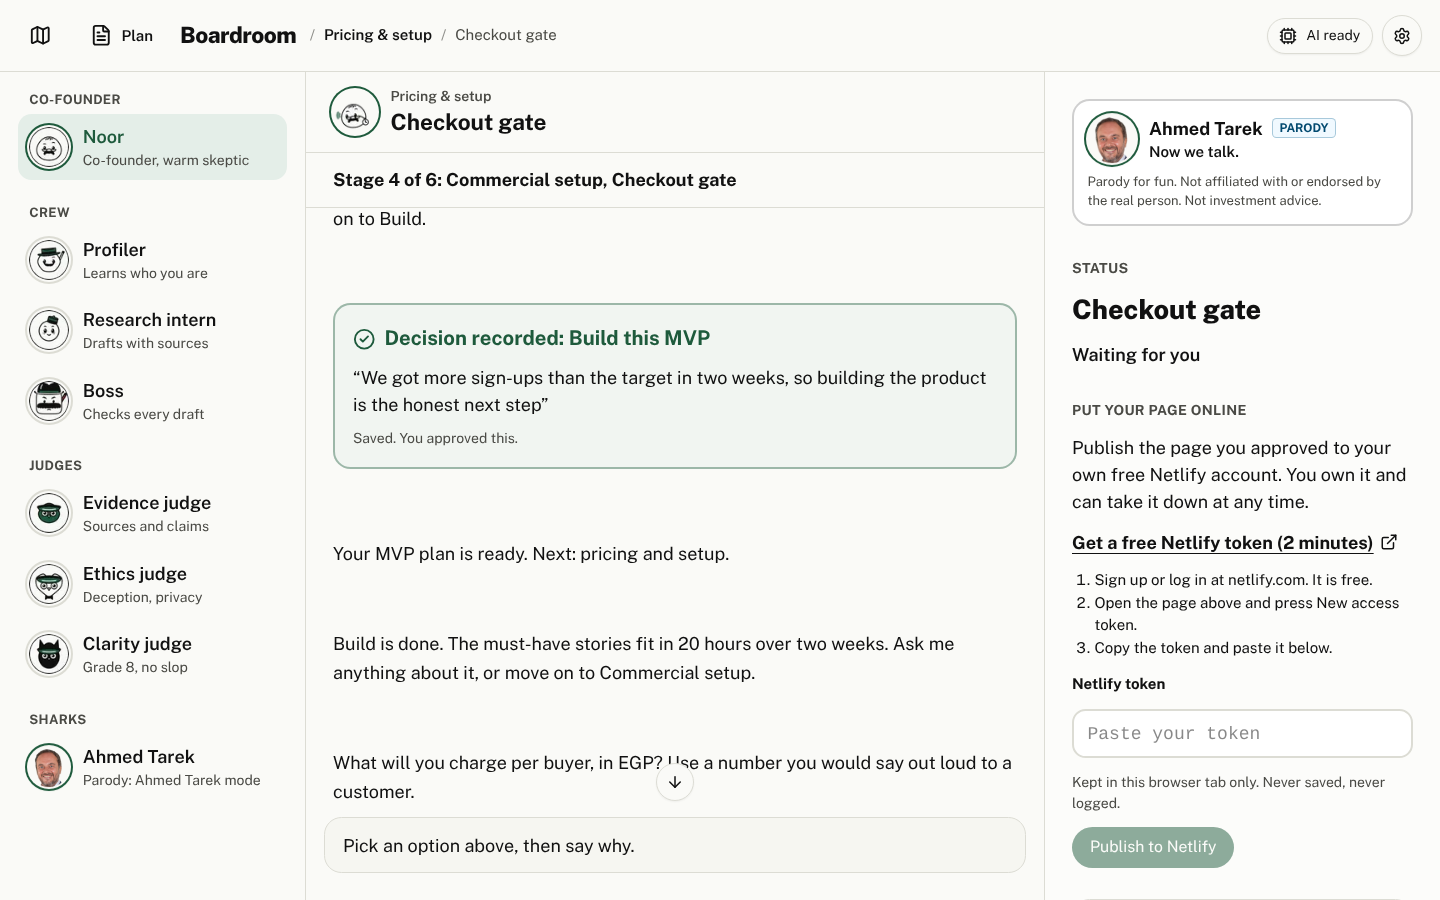 Plan
Boardroom / Pricing & setup / Checkout gate
AI ready
CO-FOUNDER
Noor
Co-founder, warm skeptic
CREW
Profiler
Learns who you are
Research intern
Drafts with sources
Boss
Checks every draft
JUDGES
Evidence judge
Sources and claims
Ethics judge
Deception, privacy
Clarity judge
Grade 8, no slop
SHARKS
Ahmed Tarek
Parody: Ahmed Tarek mode
Pricing & setup
Checkout gate
Stage 4 of 6: Commercial setup, Checkout gate
on to Build.
Decision recorded: Build this MVP
“We got more sign-ups than the target in two weeks, so building the product
is the honest next step”
Saved. You approved this.
Your MVP plan is ready. Next: pricing and setup.
Build is done. The must-have stories fit in 20 hours over two weeks. Ask me
anything about it, or move on to Commercial setup.
What will you charge per buyer, in EGP? Use a number you would say out loud to a
customer.
Pick an option above, then say why.
Ahmed Tarek PARODY
Now we talk.
Parody for fun. Not affiliated with or endorsed by
the real person. Not investment advice.
STATUS
Checkout gate
Waiting for you
PUT YOUR PAGE ONLINE
Publish the page you approved to your
own free Netlify account. You own it and
can take it down at any time.
Get a free Netlify token (2 minutes)
1. Sign up or log in at netlify.com. It is free.
2. Open the page above and press New access
token.
3. Copy the token and paste it below.
Netlify token
Paste your token
Kept in this browser tab only. Never saved, never
logged.
Publish to Netlify